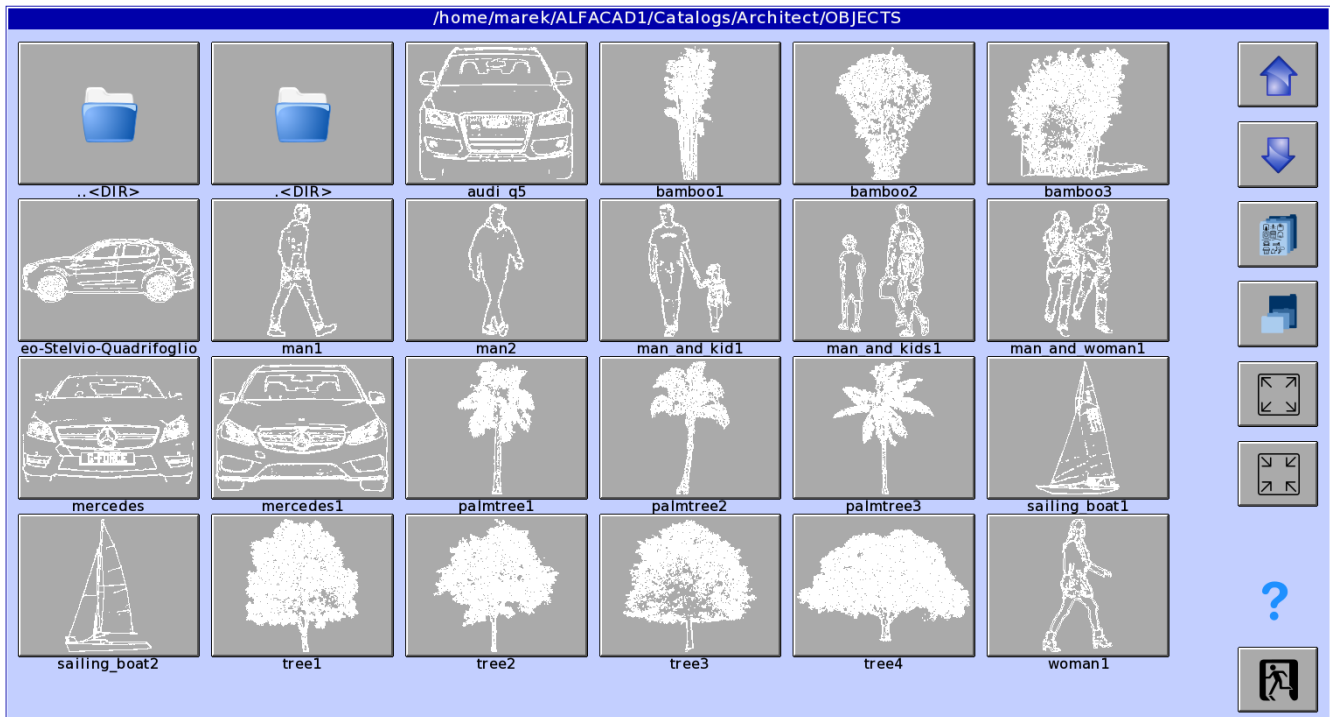 /home/marek/ALFACAD1/Catalogs/Architect/OBJECTS
..<DIR>
.<DIR>
audi_q5
bamboo1
bamboo2
bamboo3
eo-Stelvio-Quadrifoglio
man1
man2
man_and_kid1
man_and_kids1
man_and_woman1
G-FORCE
mercedes
mercedes1
palmtree1
palmtree2
palmtree3
sailing_boat1
sailing_boat2
tree1
tree2
tree3
tree4
woman1
?